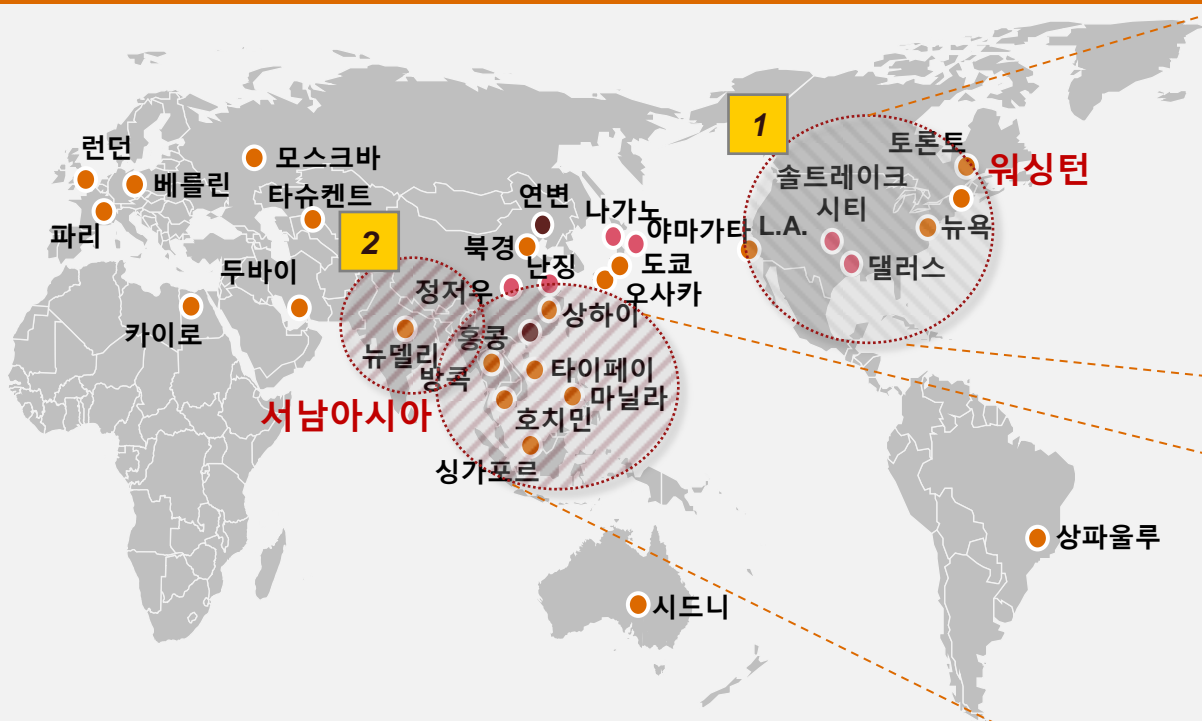 1
런던
토론토
모스크바
워싱턴
솔트레이크
시티
베를린
타슈켄트
연변
나가노
야마가타
L.A.
뉴욕
파리
2
북경
난징
도쿄
댈러스
두바이
정저우
오사카
카이로
상하이
홍콩
뉴델리
방콕
타이페이
마닐라
서남아시아
호치민
싱가포르
상파울루
시드니